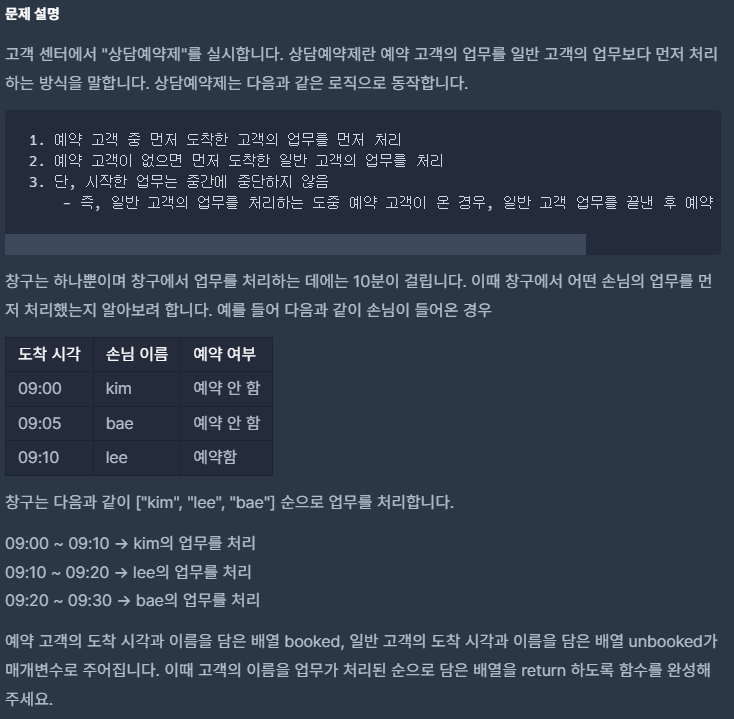 문제 설명
고객 센터에서 "상담예약제"를 실시합니다. 상담예약제란 예약 고객의 업무를 일반 고객의 업무보다 먼저 처리
하는 방식을 말합니다. 상담예약제는 다음과 같은 로직으로 동작합니다.
1. 예약 고객 중 먼저 도착한 고객의 업무를 먼저 처리
2. 예약 고객이 없으면 먼저 도착한 일반 고객의 업무를 처리
3. 단, 시작한 업무는 중간에 중단하지 않음
- 즉, 일반 고객의 업무를 처리하는 도중 예약 고객이 온 경우, 일반 고객 업무를 끝낸 후 예약
창구는 하나뿐이며 창구에서 업무를 처리하는 데에는 10분이 걸립니다. 이때 창구에서 어떤 손님의 업무를 먼
저 처리했는지 알아보려 합니다. 예를 들어 다음과 같이 손님이 들어온 경우
도착 시각 손님 이름 예약 여부
09:00 kim 예약 안 함
09:05 bae 예약 안 함
09:10 lee 예약함
창구는 다음과 같이 ["kim", "lee", "bae"] 순으로 업무를 처리합니다.
09:00 ~ 09:10 → kim의 업무를 처리
09:10 ~ 09:20 → lee의 업무를 처리
09:20 ~ 09:30 → bae의 업무를 처리
예약 고객의 도착 시각과 이름을 담은 배열 booked, 일반 고객의 도착 시각과 이름을 담은 배열 unbooked가
매개변수로 주어집니다. 이때 고객의 이름을 업무가 처리된 순으로 담은 배열을 return 하도록 함수를 완성해
주세요.